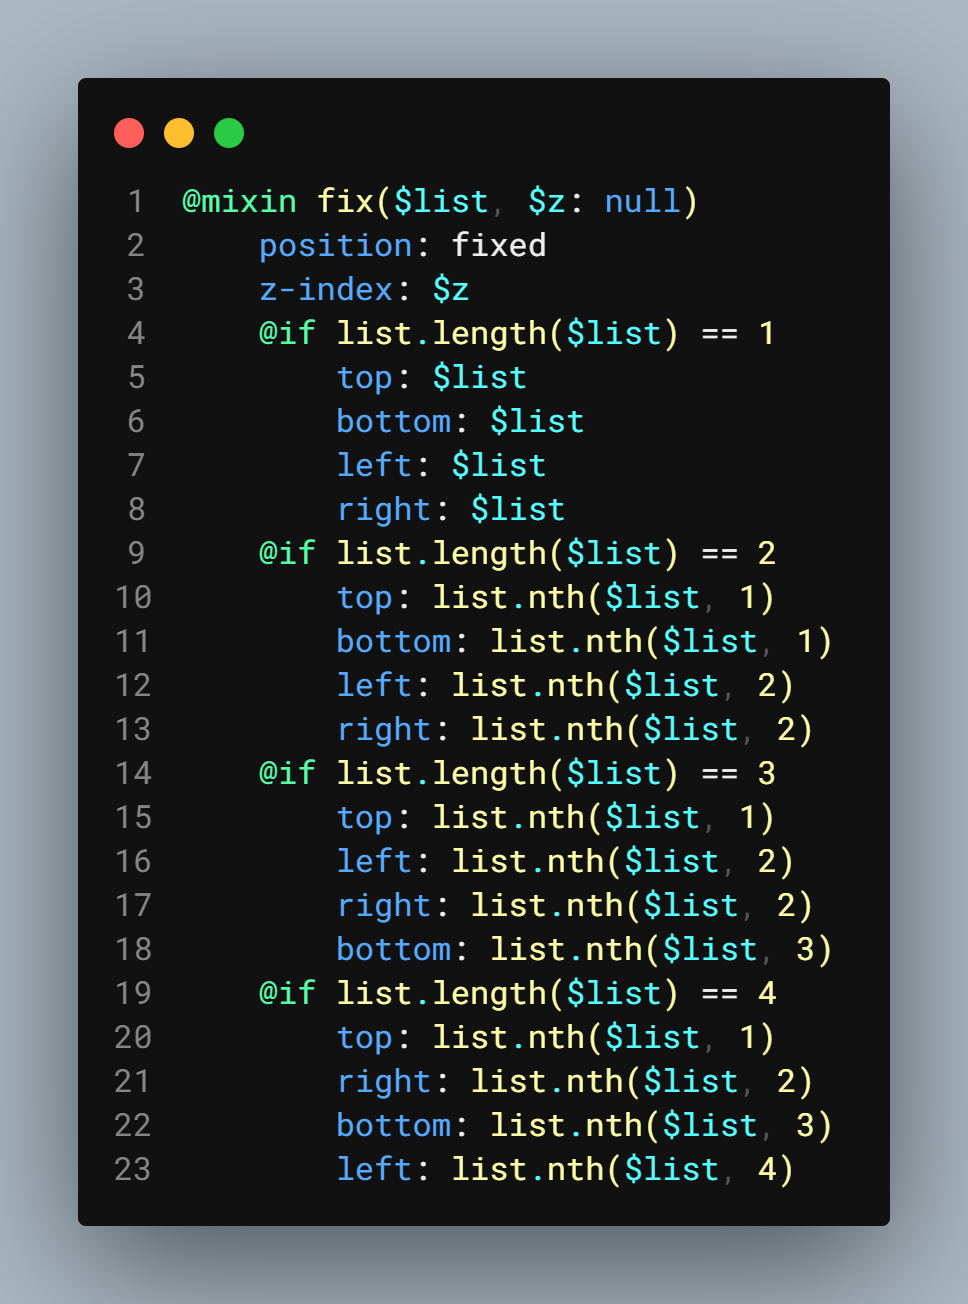 1 @mixin fix($list, $z: null)
2     position: fixed
3     z-index: $z
4     @if list.length($list) == 1
5         top: $list
6         bottom: $list
7         left: $list
8         right: $list
9     @if list.length($list) == 2
10         top: list.nth($list, 1)
11         bottom: list.nth($list, 1)
12         left: list.nth($list, 2)
13         right: list.nth($list, 2)
14     @if list.length($list) == 3
15         top: list.nth($list, 1)
16         left: list.nth($list, 2)
17         right: list.nth($list, 2)
18         bottom: list.nth($list, 3)
19     @if list.length($list) == 4
20         top: list.nth($list, 1)
21         right: list.nth($list, 2)
22         bottom: list.nth($list, 3)
23         left: list.nth($list, 4)